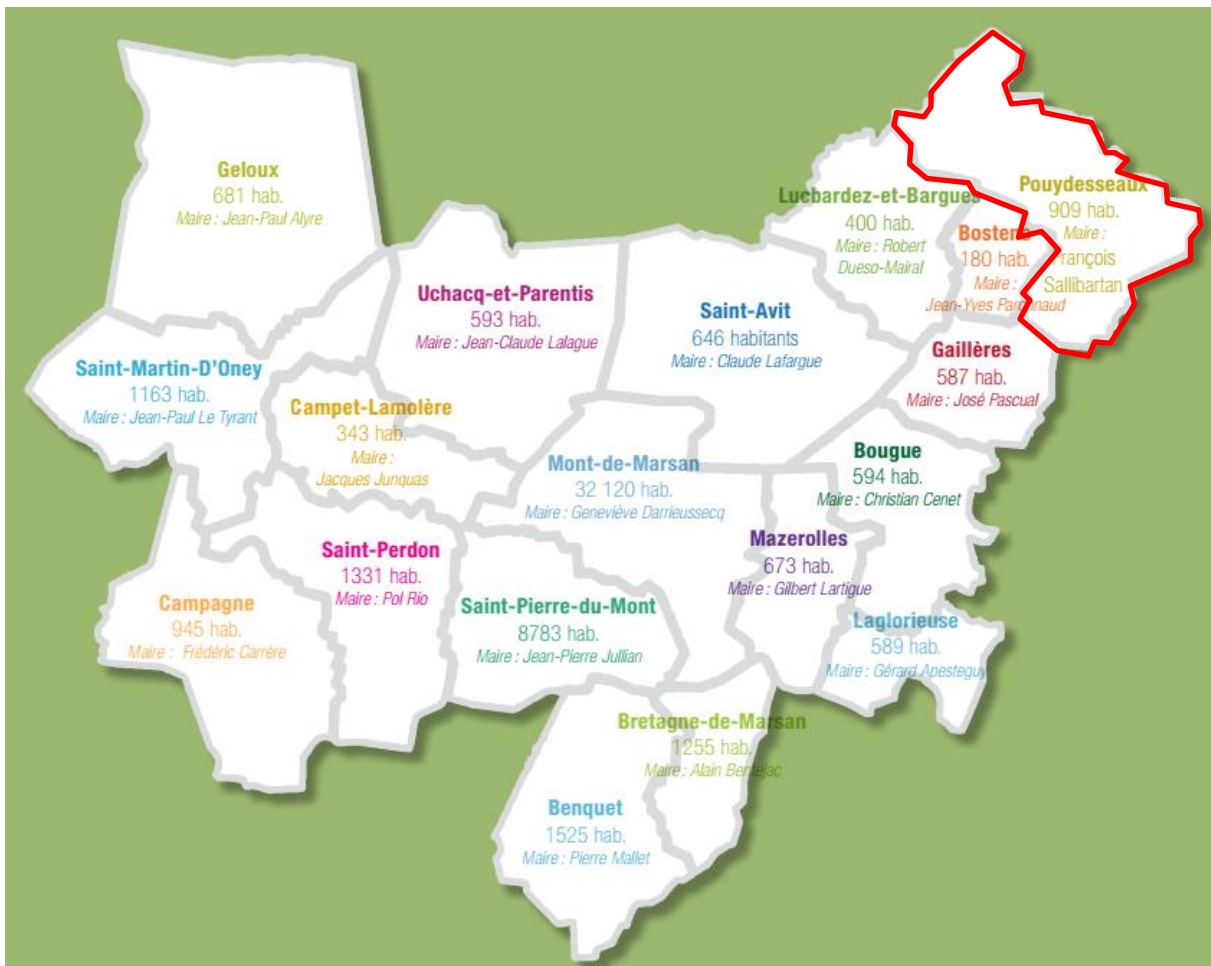 Geloux
681 hab.
Maire : Jean-Paul Alyre
Lucbardez-et-Bargues
400 hab.
Maire : Robert
Dueso-Mairal
Pouydesseaux
909 hab.
Maire :
François
Sallibartan
Bostens
180 hab.
Maire :
Jean-Yves Paronnaud
Uchacq-et-Parentis
593 hab.
Maire : Jean-Claude Lalague
Saint-Avit
646 habitants
Maire : Claude Lafargue
Gaillères
587 hab.
Maire : José Pascual
Saint-Martin-D'Oney
1163 hab.
Maire : Jean-Paul Le Tyrant
Campet-Lamolère
343 hab.
Maire :
Jacques Junquas
Mont-de-Marsan
32 120 hab.
Maire : Geneviève Darrieussecq
Bougue
594 hab.
Maire : Christian Cenet
Mazerolles
673 hab.
Maire : Gilbert Lartigue
Saint-Perdon
1331 hab.
Maire : Pol Rio
Campagne
945 hab.
Maire : Frédéric Carrère
Saint-Pierre-du-Mont
8783 hab.
Maire : Jean-Pierre Jullian
Laglorieuse
589 hab.
Maire : Gérard Apesteguy
Bretagne-de-Marsan
1255 hab.
Maire : Alain Bentejac
Benquet
1525 hab.
Maire : Pierre Mallet